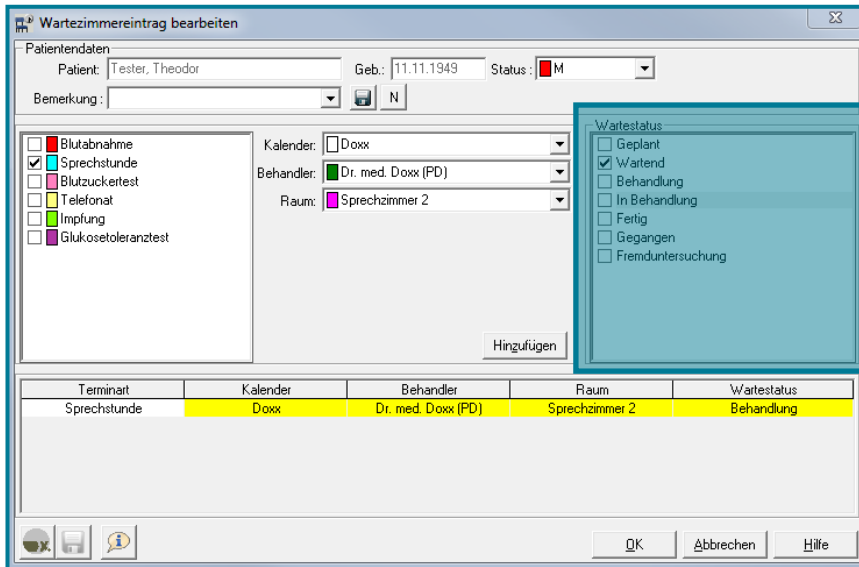 Wartezimmereintrag bearbeiten
Patientendaten
Patient: Tester, Theodor Geb.: 11.11.1949 Status : M
Bemerkung : N
Blutabnahme
Sprechstunde
Blutzuckertest
Telefonat
Impfung
Glukosetoleranztest
Kalender: Doxx
Behandler: Dr. med. Doxx (PD)
Raum: Sprechzimmer 2
Hinzufügen
Wartestatus
Geplant
Wartend
Behandlung
In Behandlung
Fertig
Gegangen
Fremduntersuchung
Terminart Kalender Behandler Raum Wartestatus
Sprechstunde Doxx Dr. med. Doxx (PD) Sprechzimmer 2 Behandlung
OK Abbrechen Hilfe